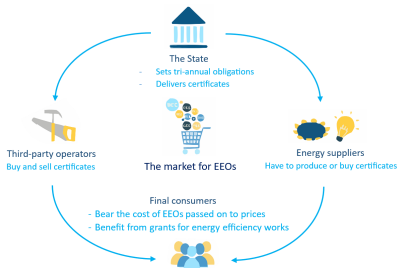 The State
- Sets tri-annual obligations
- Delivers certificates
Third-party operators
Buy and sell certificates
The market for EEOs
Energy suppliers
Have to produce or buy certificates
Final consumers
- Bear the cost of EEOs passed on to prices
- Benefit from grants for energy efficiency works